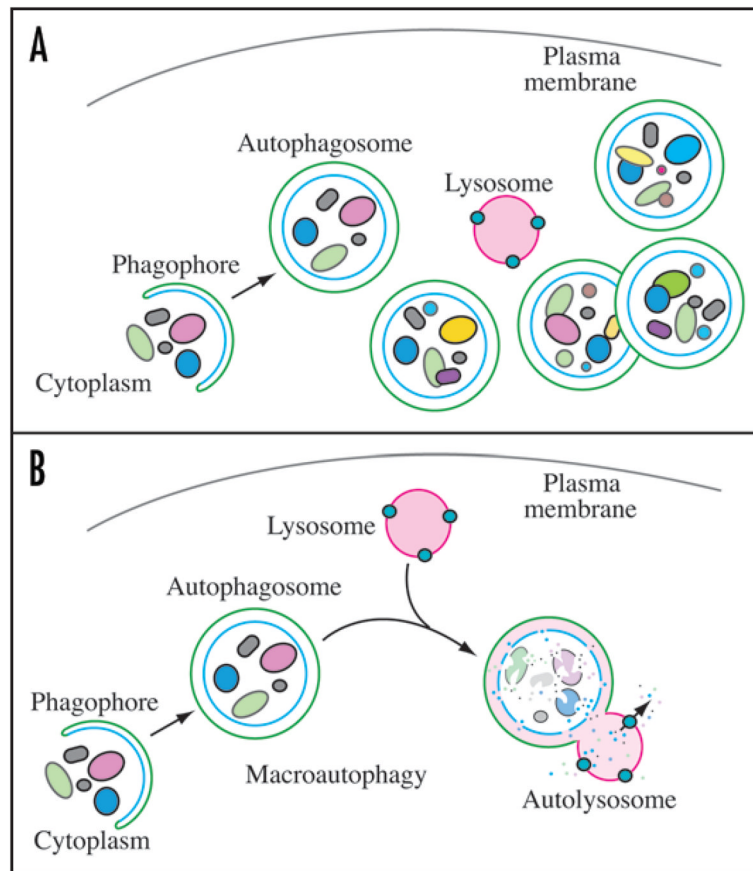 A
Plasma
membrane
Autophagosome
Lysosome
Phagophore
Cytoplasm
B
Plasma
membrane
Lysosome
Autophagosome
Phagophore
Macroautophagy
Autolysosome
Cytoplasm